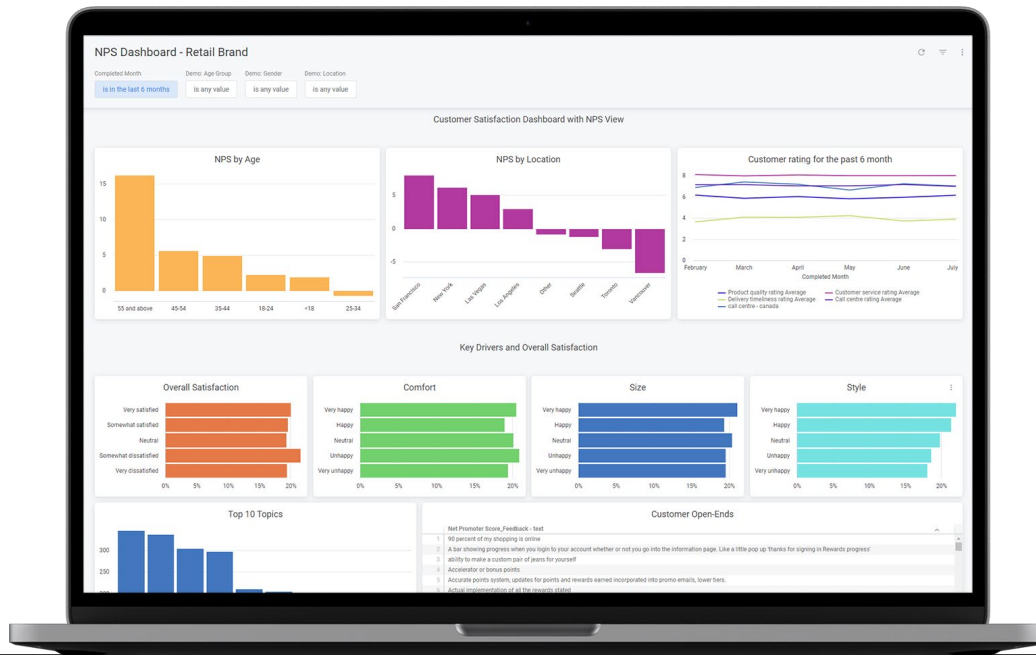 NPS Dashboard - Retail Brand
Completed Month Demo: Age Group Demo: Gender Demo: Location
is in the last 6 months is any value is any value is any value
Customer Satisfaction Dashboard with NPS View
NPS by Age
15
10
5
0
55 and above 45-54 35-44 18-24 <18 25-34
NPS by Location
5
0
-5
San Francisco New York Las Vegas Los Angeles Other Seattle Toronto Vancouver
Customer rating for the past 6 month
8
6
4
2
0
February March April May June July
Completed Month
Product quality rating Average Customer service rating Average
Delivery timeliness rating Average Call centre rating Average
call centre - canada
Key Drivers and Overall Satisfaction
Overall Satisfaction
Very satisfied
Somewhat satisfied
Neutral
Somewhat dissatisfied
Very dissatisfied
0% 5% 10% 15% 20%
Comfort
Very happy
Happy
Neutral
Unhappy
Very unhappy
0% 5% 10% 15% 20%
Size
Very happy
Happy
Neutral
Unhappy
Very unhappy
0% 5% 10% 15% 20%
Style
Very happy
Happy
Neutral
Unhappy
Very unhappy
0% 5% 10% 15% 20%
Top 10 Topics
300
250
Customer Open-Ends
Net Promoter Score_Feedback - text
1 90 percent of my shopping is online
2 A bar showing progress when you login to your account whether or not you go into the information page. Like a little pop up 'thanks for signing in Rewards progress'
3 ability to make a custom pair of jeans for yourself
4 Accelerator or bonus points
5 Accurate points system, updates for points and rewards earned incorporated into promo emails, lower tiers.
Actual implementation of all the rewards stated